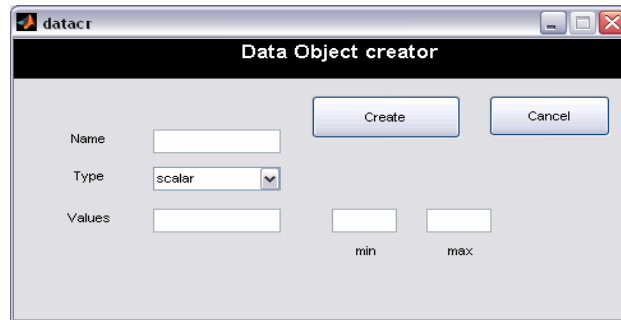 datacr
Data Object creator
Create
Cancel
Name
Type
scalar
Values
min
max